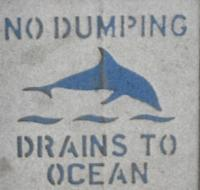 NO DUMPING
DRAINS TO
OCEAN